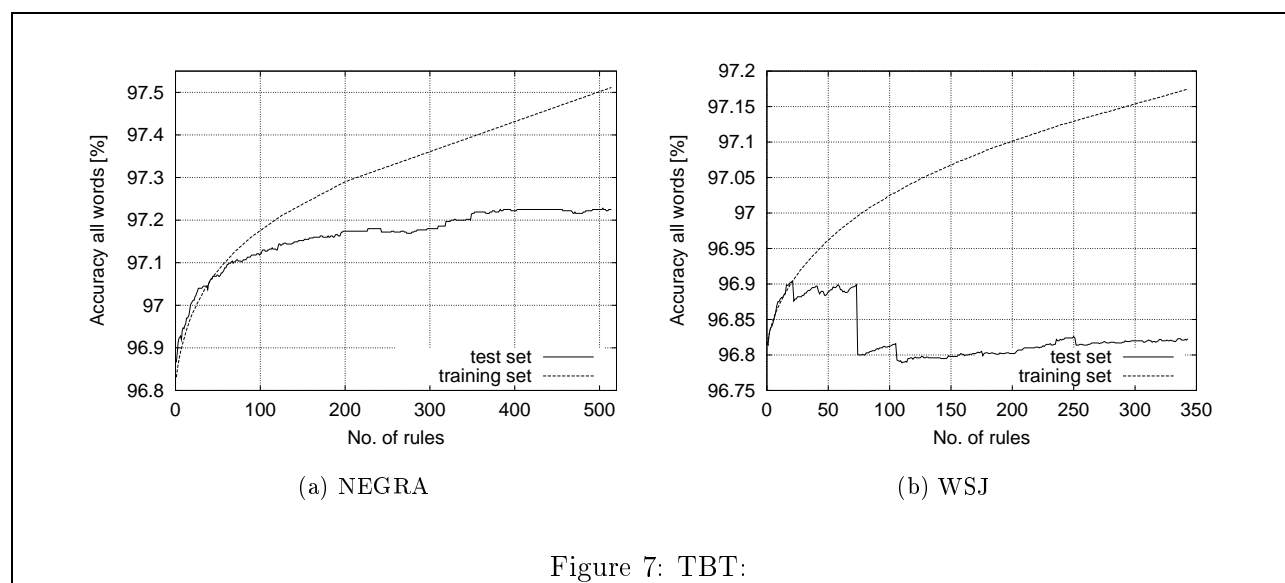 97.5
97.4
97.3
97.2
97.1
97
96.9
96.8
Accuracy all words [%]
0 100 200 300 400 500
No. of rules
test set
training set
(a) NEGRA
97.2
97.15
97.1
97.05
97
96.95
96.9
96.85
96.8
96.75
Accuracy all words [%]
0 50 100 150 200 250 300 350
No. of rules
test set
training set
(b) WSJ
Figure 7: TBT: